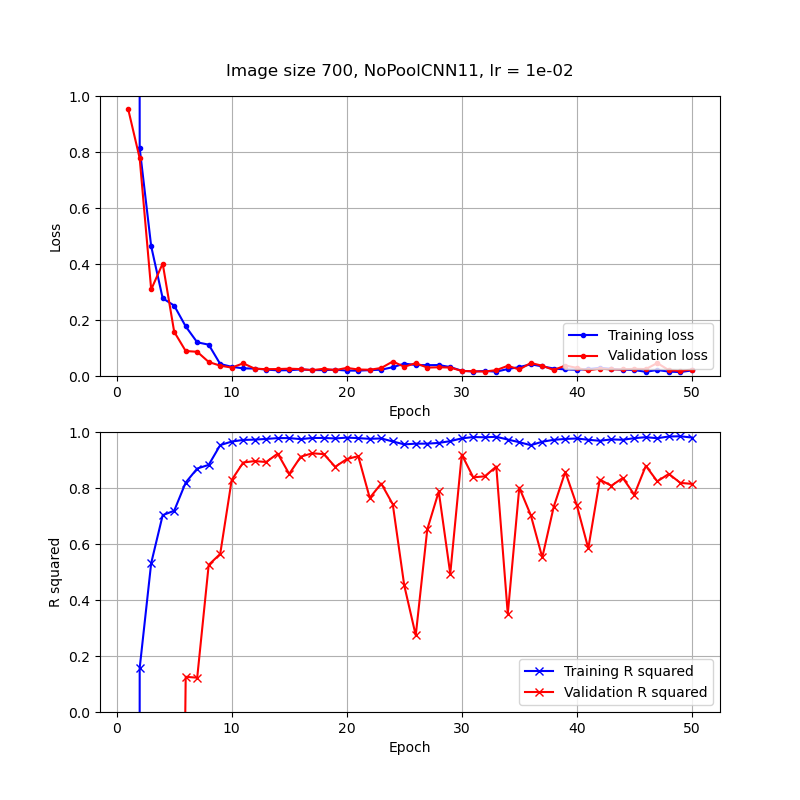 Image size 700, NoPoolCNN11, lr = 1e-02
1.0
0.8
0.6
0.4
0.2
0.0
Loss
0 10 20 30 40 50
Epoch
Training loss
Validation loss
1.0
0.8
0.6
0.4
0.2
0.0
R squared
0 10 20 30 40 50
Epoch
Training R squared
Validation R squared